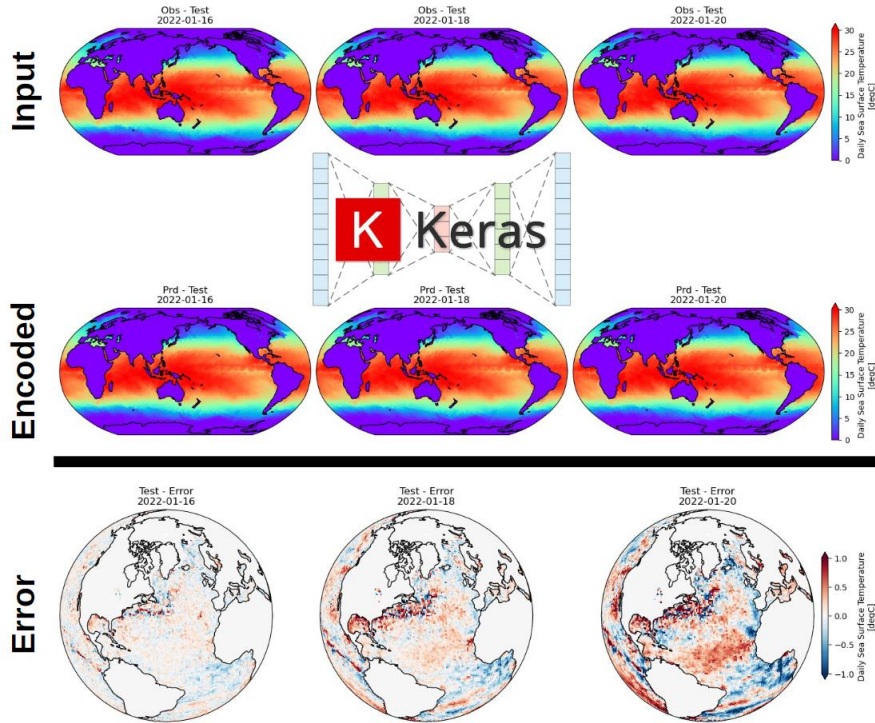 Obs - Test
2022-01-16
Obs - Test
2022-01-18
Obs - Test
2022-01-20
Input
30
25
20
15
10
5
0
Daily Sea Surface Temperature
[degC]
K Keras
Prd - Test
2022-01-16
Prd - Test
2022-01-18
Prd - Test
2022-01-20
Encoded
30
25
20
15
10
5
0
Daily Sea Surface Temperature
[degC]
Test - Error
2022-01-16
Test - Error
2022-01-18
Test - Error
2022-01-20
Error
1.0
0.5
0.0
−0.5
−1.0
Daily Sea Surface Temperature
[degC]